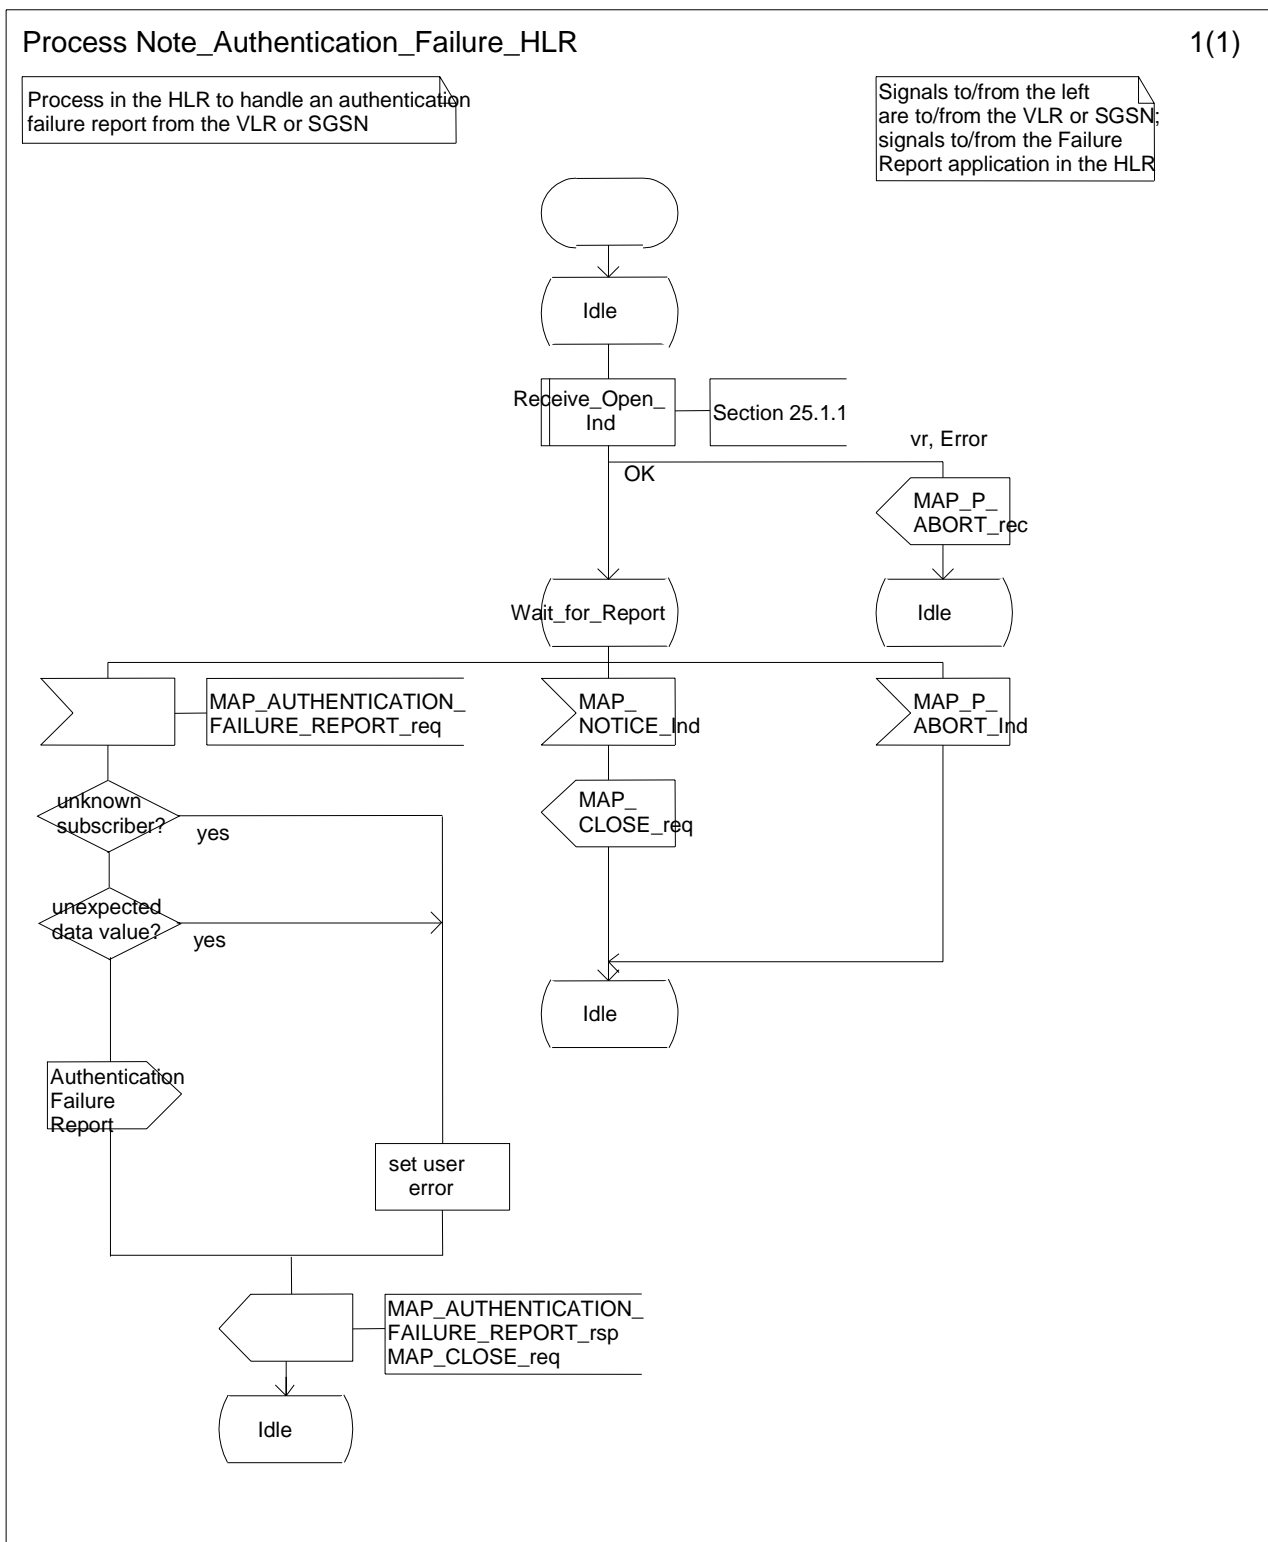 Process Note_Authentication_Failure_HLR
1(1)
Process in the HLR to handle an authentication
failure report from the VLR or SGSN
Signals to/from the left
are to/from the VLR or SGSN;
signals to/from the Failure
Report application in the HLR
Idle
Receive_Open_
Ind
Section 25.1.1
vr, Error
OK
MAP_P_
ABORT_rec
Wait_for_Report
Idle
MAP_AUTHENTICATION_
FAILURE_REPORT_req
MAP_
NOTICE_Ind
MAP_P_
ABORT_Ind
unknown
subscriber?
yes
MAP_
CLOSE_req
unexpected
data value?
yes
Idle
Authentication
Failure
Report
set user
error
MAP_AUTHENTICATION_
FAILURE_REPORT_rsp
MAP_CLOSE_req
Idle